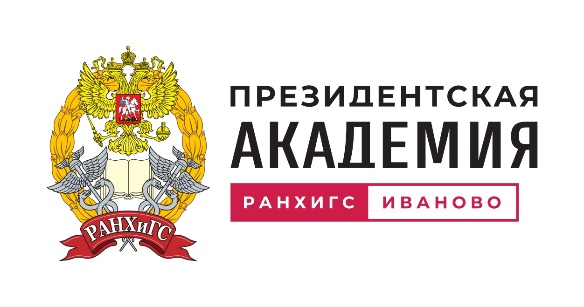 ПРЕЗИДЕНТСКАЯ
АКАДЕМИЯ
РАНХИГС ИВАНОВО
РАНХиГС